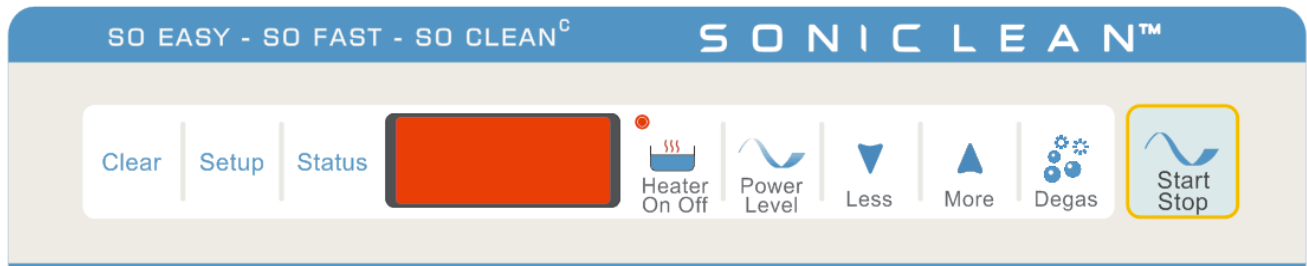 SO EASY - SO FAST - SO CLEANᶜ
SONICLEAN™
Clear
Setup
Status
Heater
On Off
Power
Level
Less
More
Degas
Start
Stop